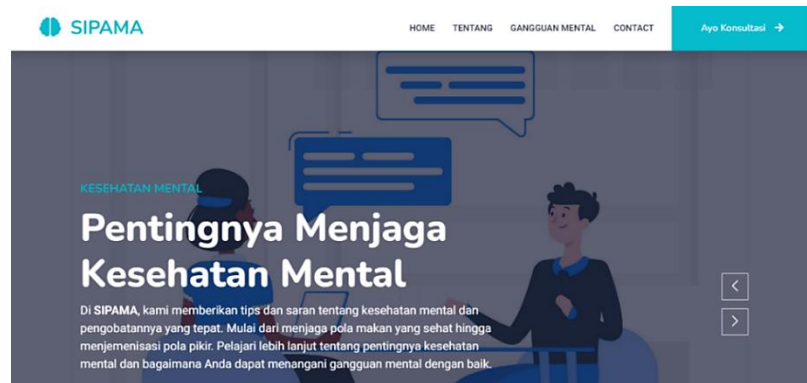 SIPAMA
HOME TENTANG GANGGUAN MENTAL CONTACT
Ayo Konsultasi →
KESEHATAN MENTAL
Pentingnya Menjaga
Kesehatan Mental
Di SIPAMA, kami memberikan tips dan saran tentang kesehatan mental dan
pengobatannya yang tepat. Mulai dari menjaga pola makan yang sehat hingga
menjemenisasi pola pikir. Pelajari lebih lanjut tentang pentingnya kesehatan
mental dan bagaimana Anda dapat menangani gangguan mental dengan baik.